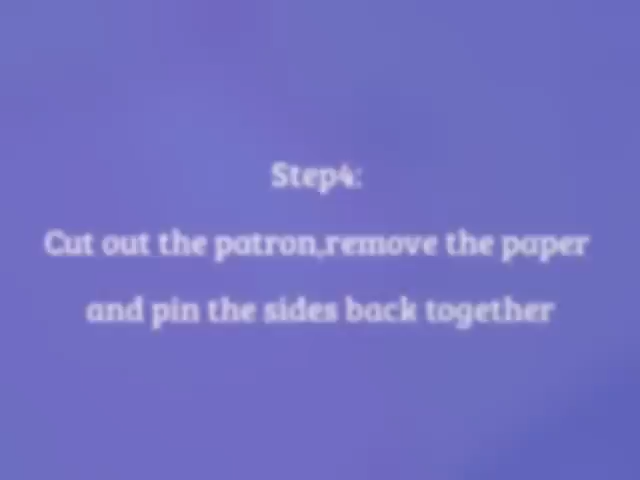 Step4:
Cut out the patron,remove the paper
and pin the sides back together